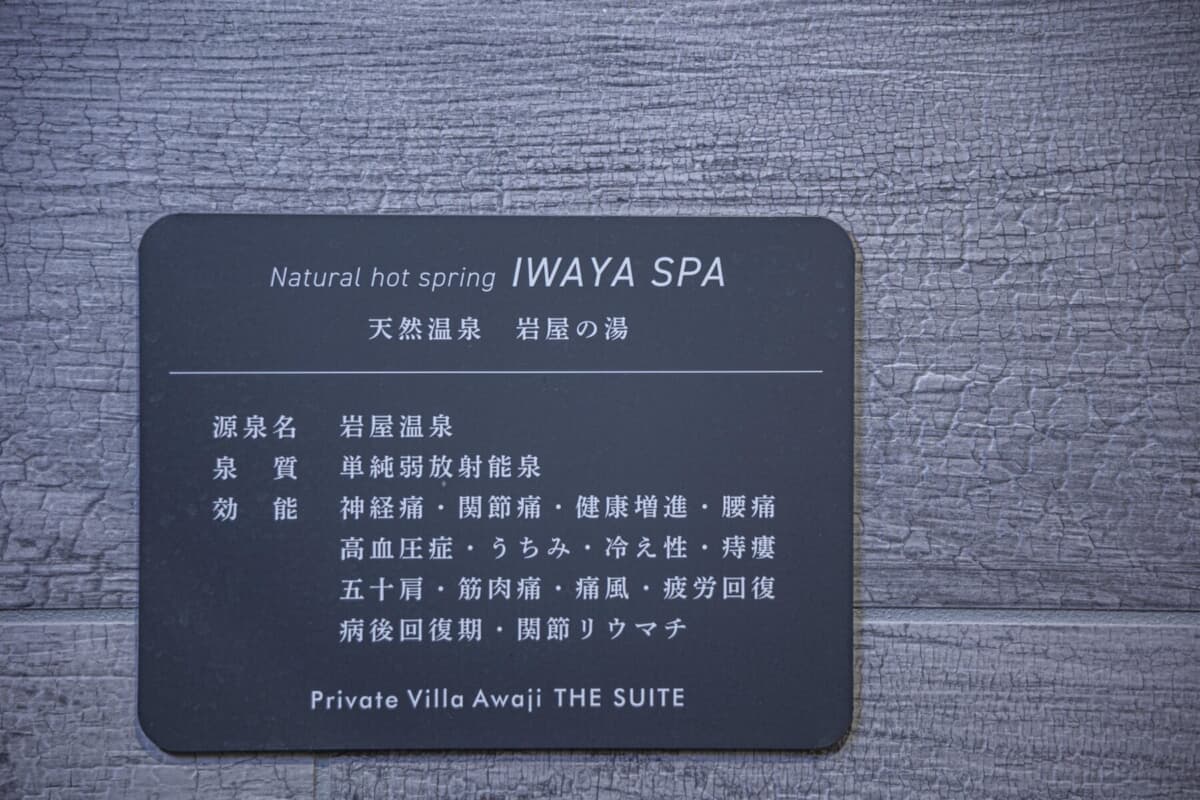 Natural hot spring IWAYA SPA
天然温泉　岩屋の湯
源泉名　岩屋温泉
泉　質　単純弱放射能泉
効　能　神経痛・関節痛・健康増進・腰痛
高血圧症・うちみ・冷え性・痔瘻
五十肩・筋肉痛・痛風・疲労回復
病後回復期・関節リウマチ
Private Villa Awaji THE SUITE